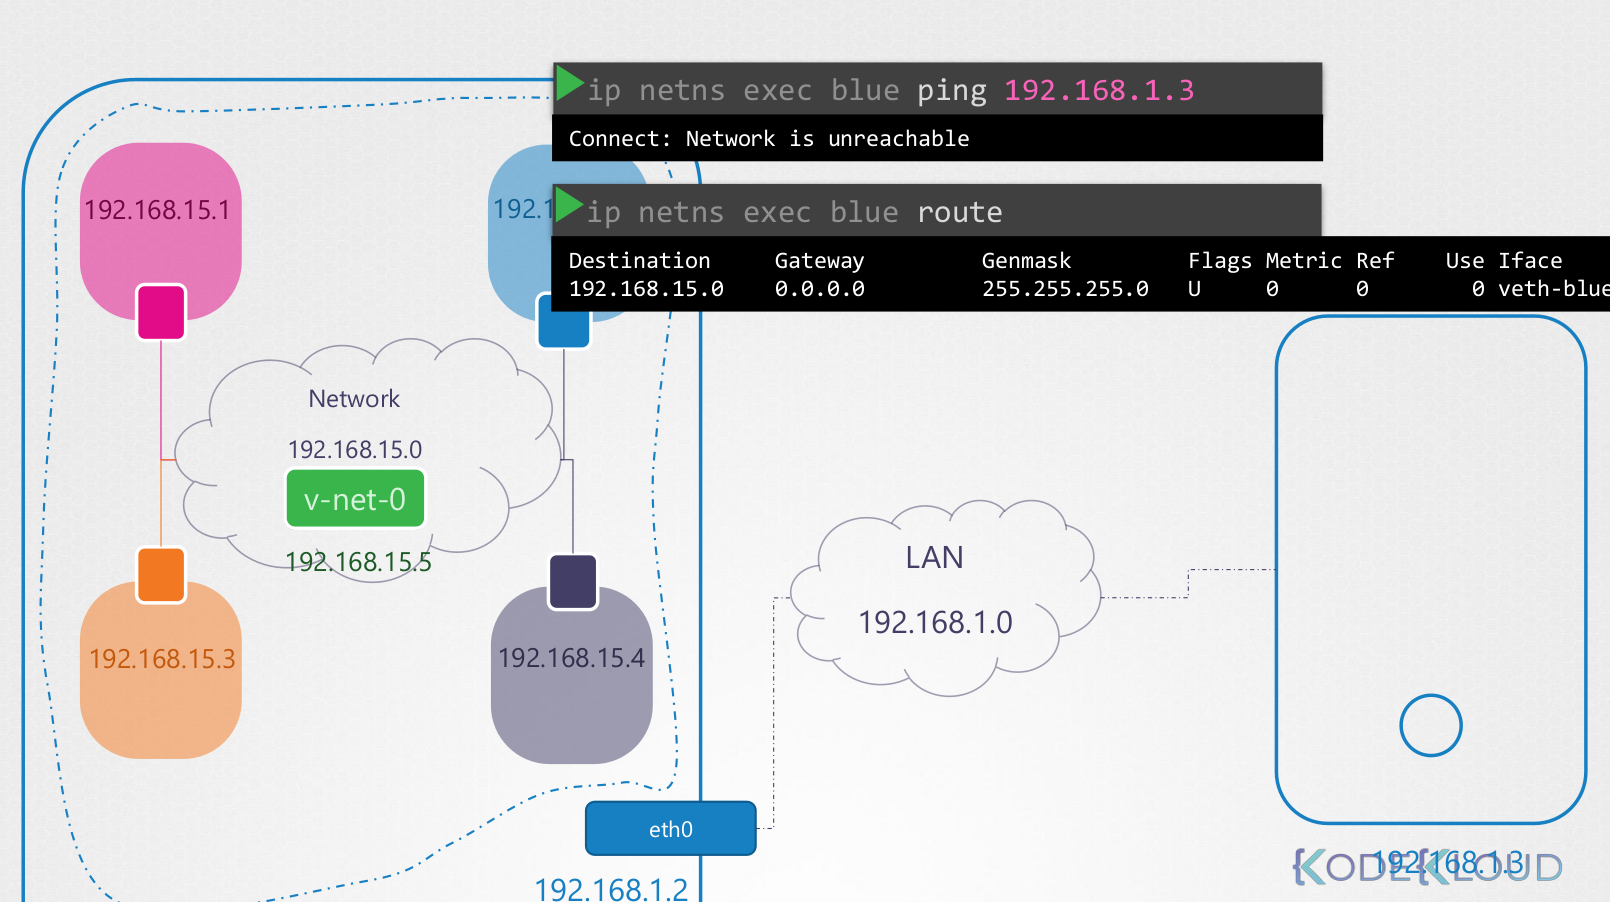 ip netns exec blue ping 192.168.1.3
Connect: Network is unreachable
ip netns exec blue route
Destination Gateway Genmask Flags Metric Ref Use Iface
192.168.15.0 0.0.0.0 255.255.255.0 U 0 0 0 veth-blue
192.168.15.1
192.1
Network
192.168.15.0
v-net-0
192.168.15.5
192.168.15.3
192.168.15.4
LAN
192.168.1.0
eth0
192.168.1.2
192.168.1.3
KODEKLOUD